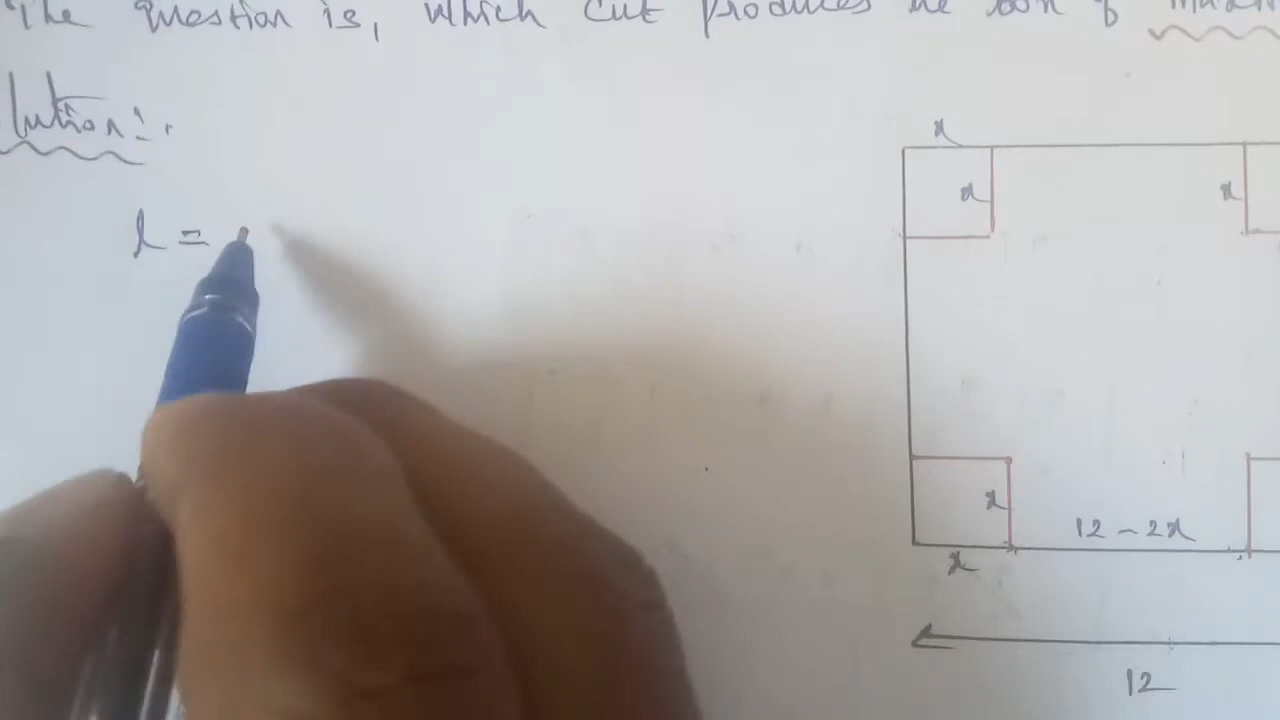 The question is, which cut produces the box of
lution:.
l =
x
x
x
x
12 - 2x
x
12